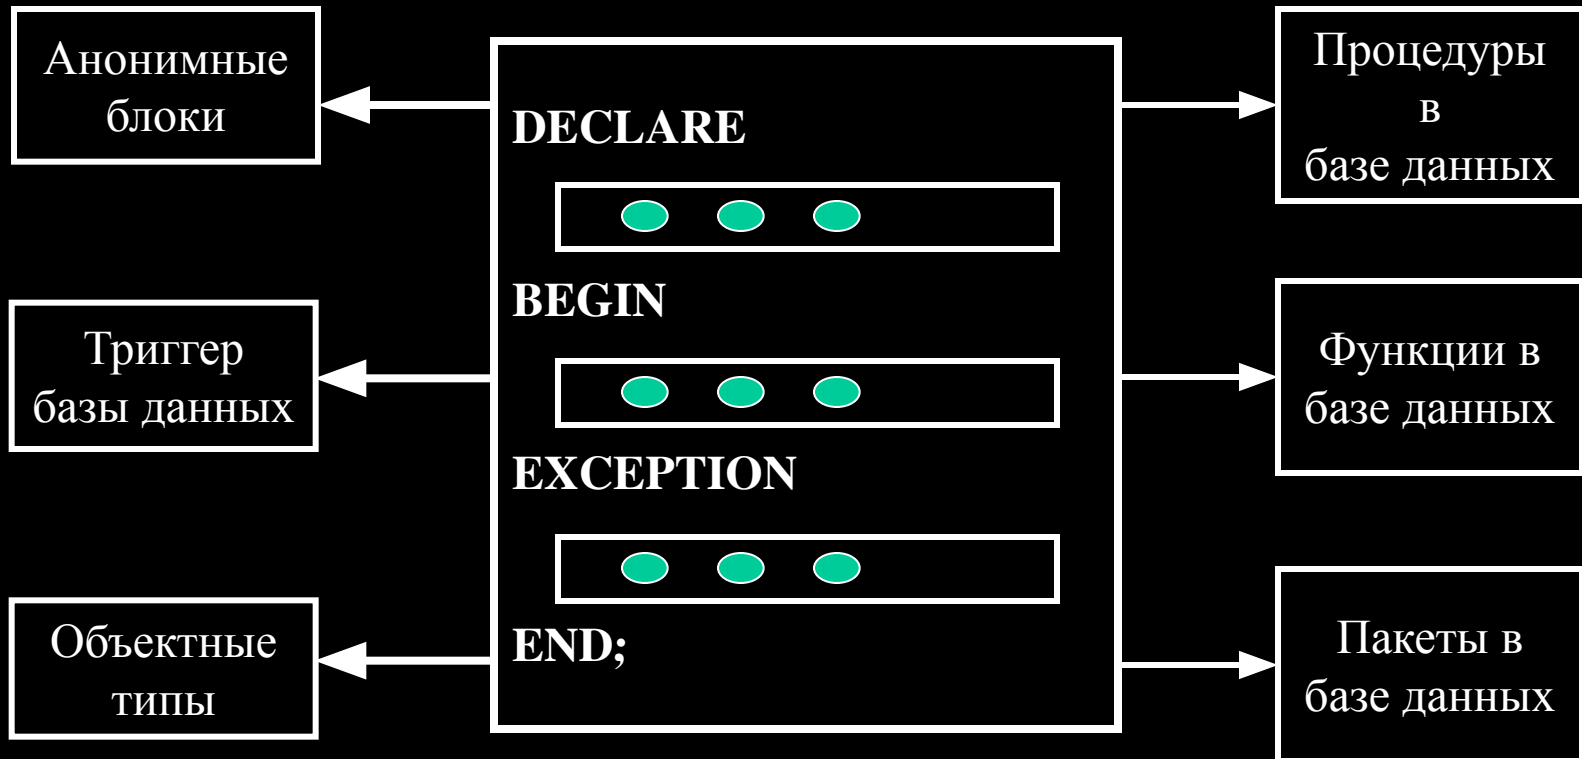 Анонимные
блоки
Триггер
базы данных
Объектные
типы
DECLARE
BEGIN
EXCEPTION
END;
Процедуры
в
базе данных
Функции в
базе данных
Пакеты в
базе данных